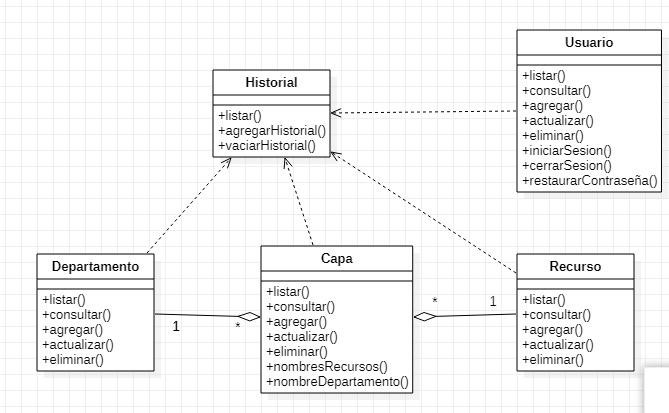 Usuario
+listar()
+consultar()
+agregar()
+actualizar()
+eliminar()
+iniciarSesion()
+cerrarSesion()
+restaurarContraseña()
Historial
+listar()
+agregarHistorial()
+vaciarHistorial()
Departamento
+listar()
+consultar()
+agregar()
+actualizar()
+eliminar()
1
*
Capa
+listar()
+consultar()
+agregar()
+actualizar()
+eliminar()
+nombresRecursos()
+nombreDepartamento()
*
1
Recurso
+listar()
+consultar()
+agregar()
+actualizar()
+eliminar()